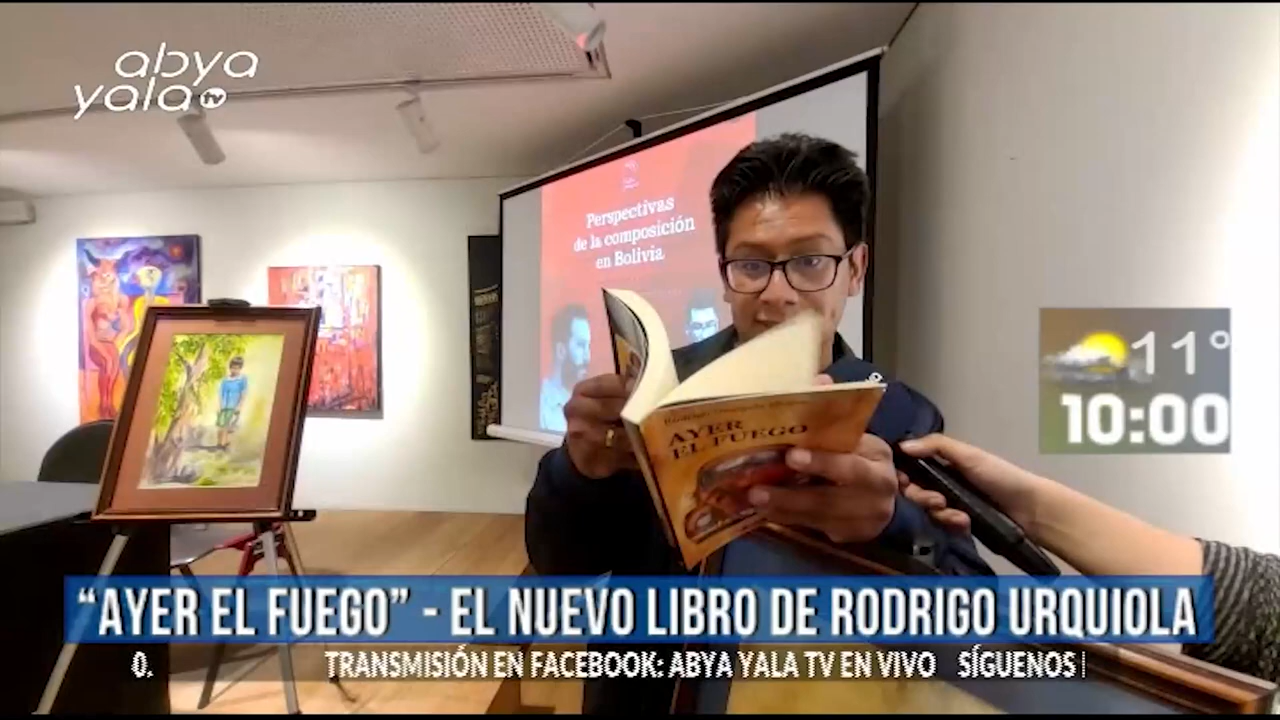 abya
yala tv
Perspectivas
de la composición
en Bolivia
AYER
EL FUEGO
11°
10:00
“AYER EL FUEGO” - EL NUEVO LIBRO DE RODRIGO URQUIOLA
0. TRANSMISIÓN EN FACEBOOK: ABYA YALA TV EN VIVO SÍGUENOS